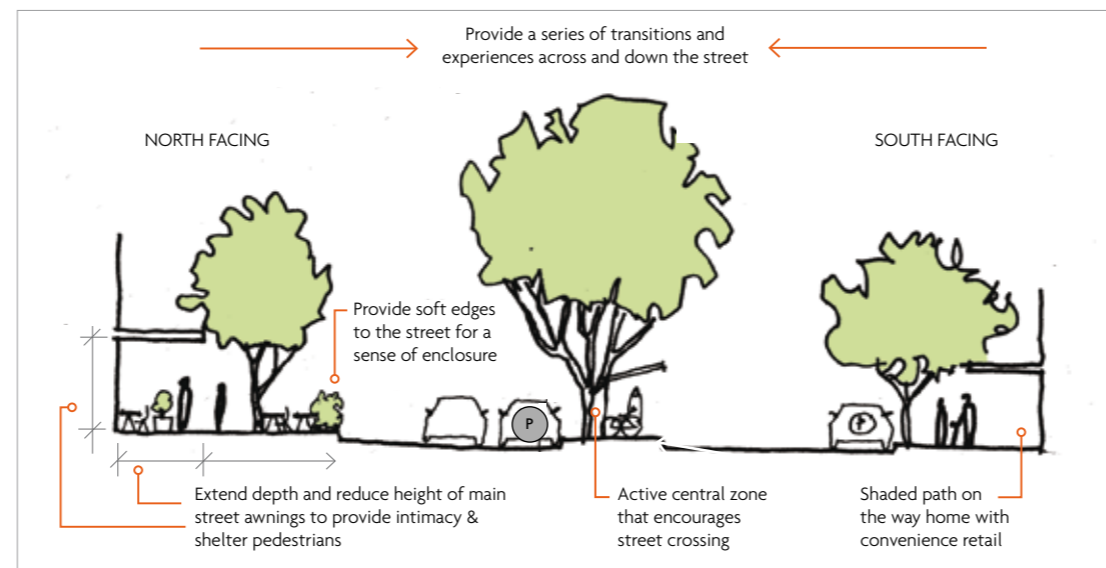 Provide a series of transitions and
experiences across and down the street
NORTH FACING
SOUTH FACING
Provide soft edges
to the street for a
sense of enclosure
P
P
Extend depth and reduce height of main
street awnings to provide intimacy &
shelter pedestrians
Active central zone
that encourages
street crossing
Shaded path on
the way home with
convenience retail